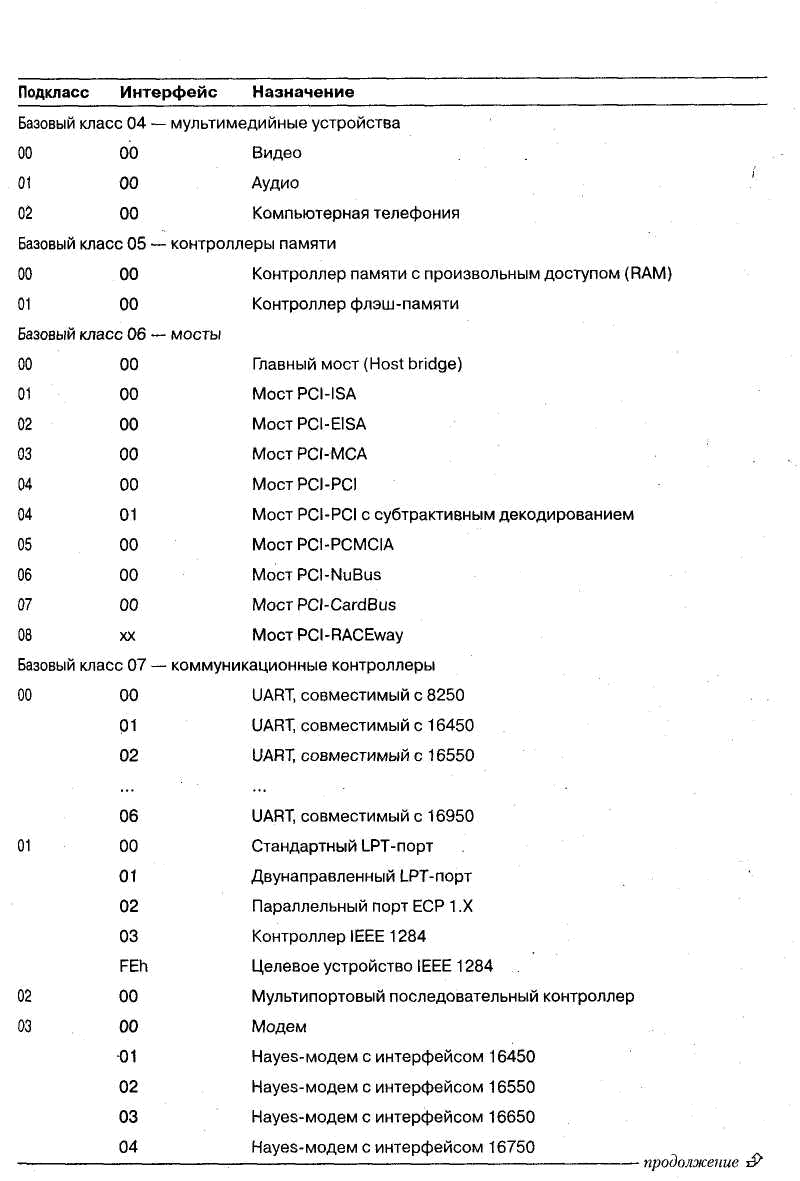 Подкласс Интерфейс Назначение
Базовый класс 04 — мультимедийные устройства
00 00 Видео
01 00 Аудио
02 00 Компьютерная телефония
Базовый класс 05 — контроллеры памяти
00 00 Контроллер памяти с произвольным доступом (RAM)
01 00 Контроллер флэш-памяти
Базовый класс 06 — мосты
00 00 Главный мост (Host bridge)
01 00 Мост PCI-ISA
02 00 Мост PCI-EISA
03 00 Мост PCI-MCA
04 00 Мост PCI-PCI
04 01 Мост PCI-PCI с субтрактивным декодированием
05 00 Мост PCI-PCMCIA
06 00 Мост PCI-NuBus
07 00 Мост PCI-CardBus
08 xx Мост PCI-RACEway
Базовый класс 07 — коммуникационные контроллеры
00 00 UART, совместимый с 8250
01 UART, совместимый с 16450
02 UART, совместимый с 16550
... ...
06 UART, совместимый с 16950
01 00 Стандартный LPT-порт
01 Двунаправленный LPT-порт
02 Параллельный порт ECP 1.X
03 Контроллер IEEE 1284
FEh Целевое устройство IEEE 1284
02 00 Мультипортовый последовательный контроллер
03 00 Модем
01 Hayes-модем с интерфейсом 16450
02 Hayes-модем с интерфейсом 16550
03 Hayes-модем с интерфейсом 16650
04 Hayes-модем с интерфейсом 16750
продолжение